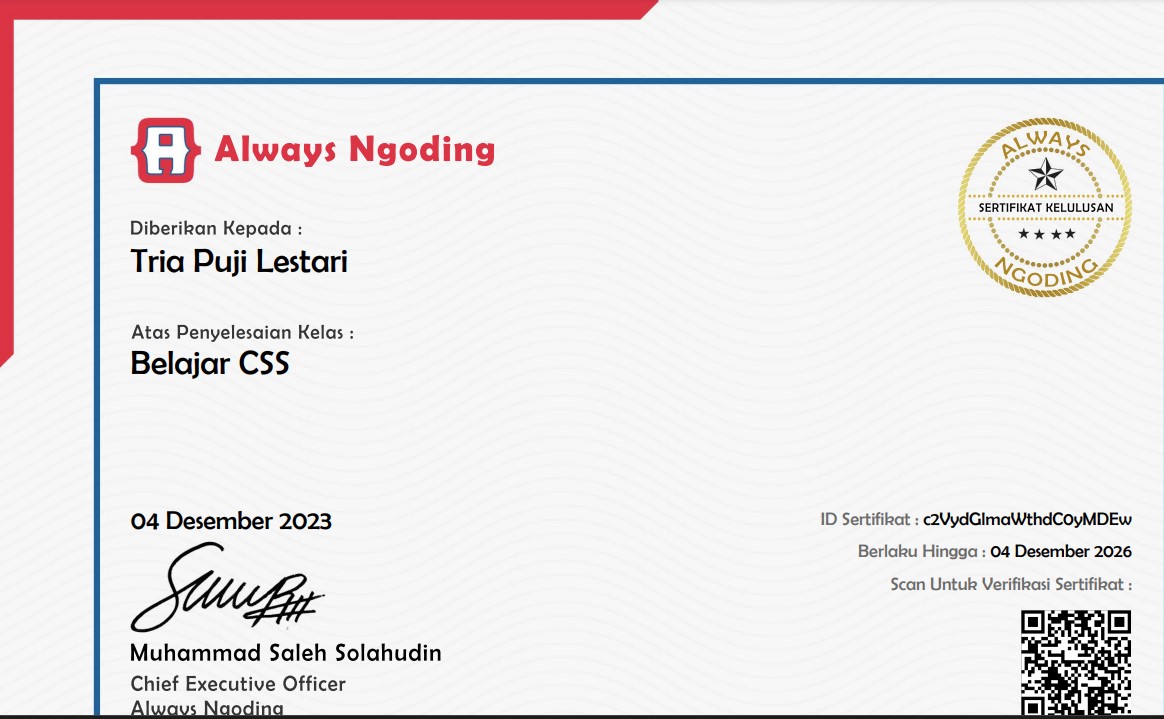 Always Ngoding
ALWAYS
SERTIFIKAT KELULUSAN
NGODING
Diberikan Kepada :
Tria Puji Lestari
Atas Penyelesaian Kelas :
Belajar CSS
04 Desember 2023
Muhammad Saleh Solahudin
Chief Executive Officer
Always Ngoding
ID Sertifikat : c2VydGlmaWthdC0yMDEw
Berlaku Hingga : 04 Desember 2026
Scan Untuk Verifikasi Sertifikat :